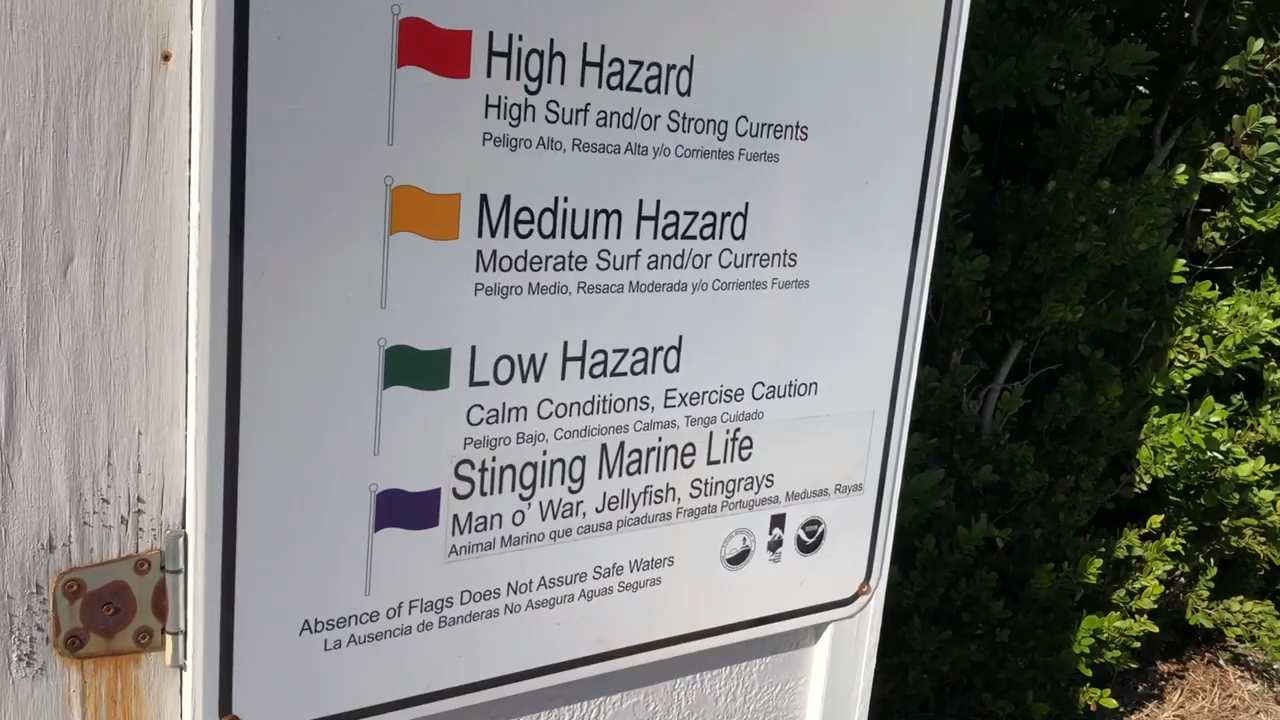 High Hazard
High Surf and/or Strong Currents
Peligro Alto, Resaca Alta y/o Corrientes Fuertes
Medium Hazard
Moderate Surf and/or Currents
Peligro Medio, Resaca Moderada y/o Corrientes Fuertes
Low Hazard
Calm Conditions, Exercise Caution
Peligro Bajo, Condiciones Calmas, Tenga Cuidado
Stinging Marine Life
Man o' War, Jellyfish, Stingrays
Animal Marino que causa picaduras Fragata Portuguesa, Medusas, Rayas
Absence of Flags Does Not Assure Safe Waters
La Ausencia de Banderas No Asegura Aguas Seguras